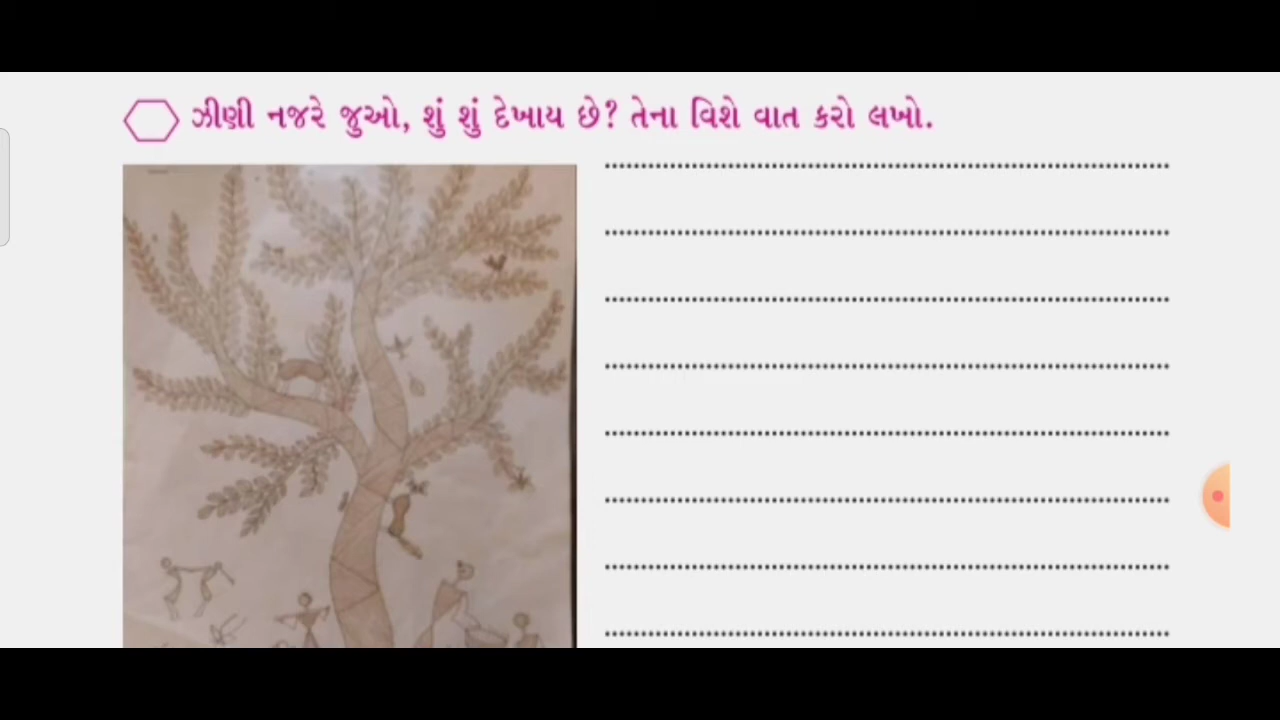 ઝીણી નજરે જુઓ, શું શું દેખાય છે? તેના વિશે વાત કરો લખો.